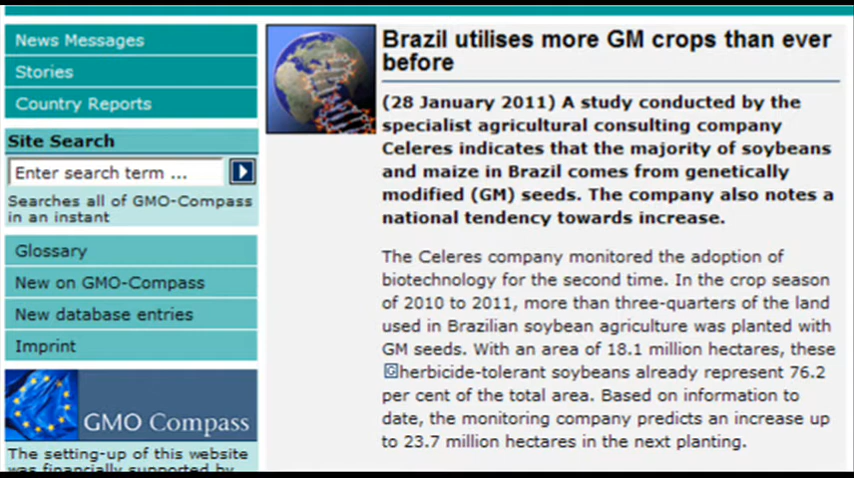 News Messages
Stories
Country Reports
Site Search
Enter search term ...
Searches all of GMO-Compass
in an instant
Glossary
New on GMO-Compass
New database entries
Imprint
GMO Compass
The setting-up of this website
was financially supported by
Brazil utilises more GM crops than ever
before
(28 January 2011) A study conducted by the
specialist agricultural consulting company
Celeres indicates that the majority of soybeans
and maize in Brazil comes from genetically
modified (GM) seeds. The company also notes a
national tendency towards increase.
The Celeres company monitored the adoption of
biotechnology for the second time. In the crop season
of 2010 to 2011, more than three-quarters of the land
used in Brazilian soybean agriculture was planted with
GM seeds. With an area of 18.1 million hectares, these
G herbicide-tolerant soybeans already represent 76.2
per cent of the total area. Based on information to
date, the monitoring company predicts an increase up
to 23.7 million hectares in the next planting.